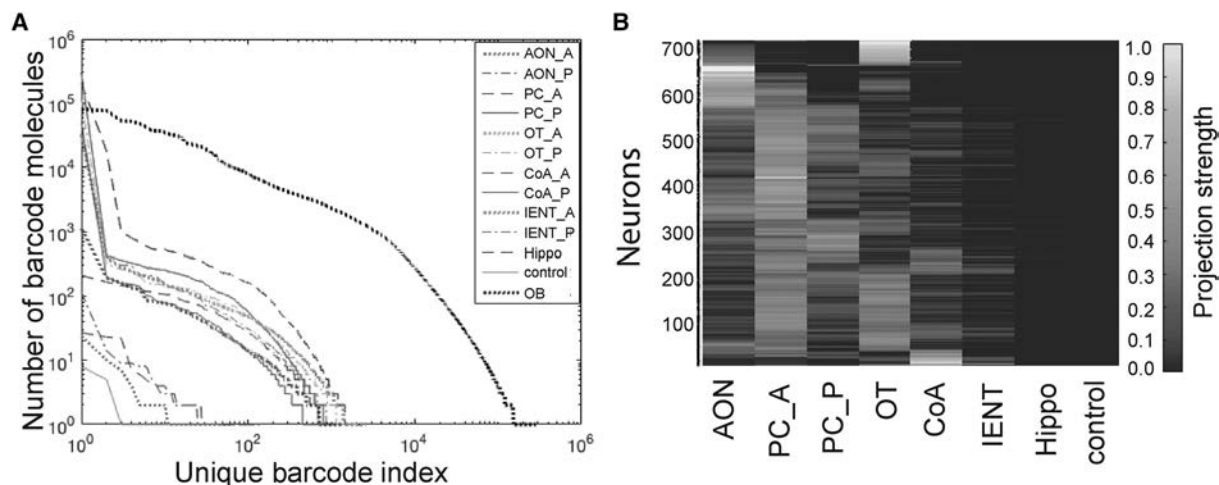 A
Number of barcode molecules
10^6
10^5
10^4
10^3
10^2
10^1
10^0
10^0
10^2
10^4
10^6
Unique barcode index
AON_A
AON_P
PC_A
PC_P
OT_A
OT_P
CoA_A
CoA_P
IENT_A
IENT_P
Hippo
control
OB
B
Neurons
700
600
500
400
300
200
100
AON
PC_A
PC_P
OT
CoA
IENT
Hippo
control
1.0
0.9
0.8
0.7
0.6
0.5
0.4
0.3
0.2
0.1
0.0
Projection strength